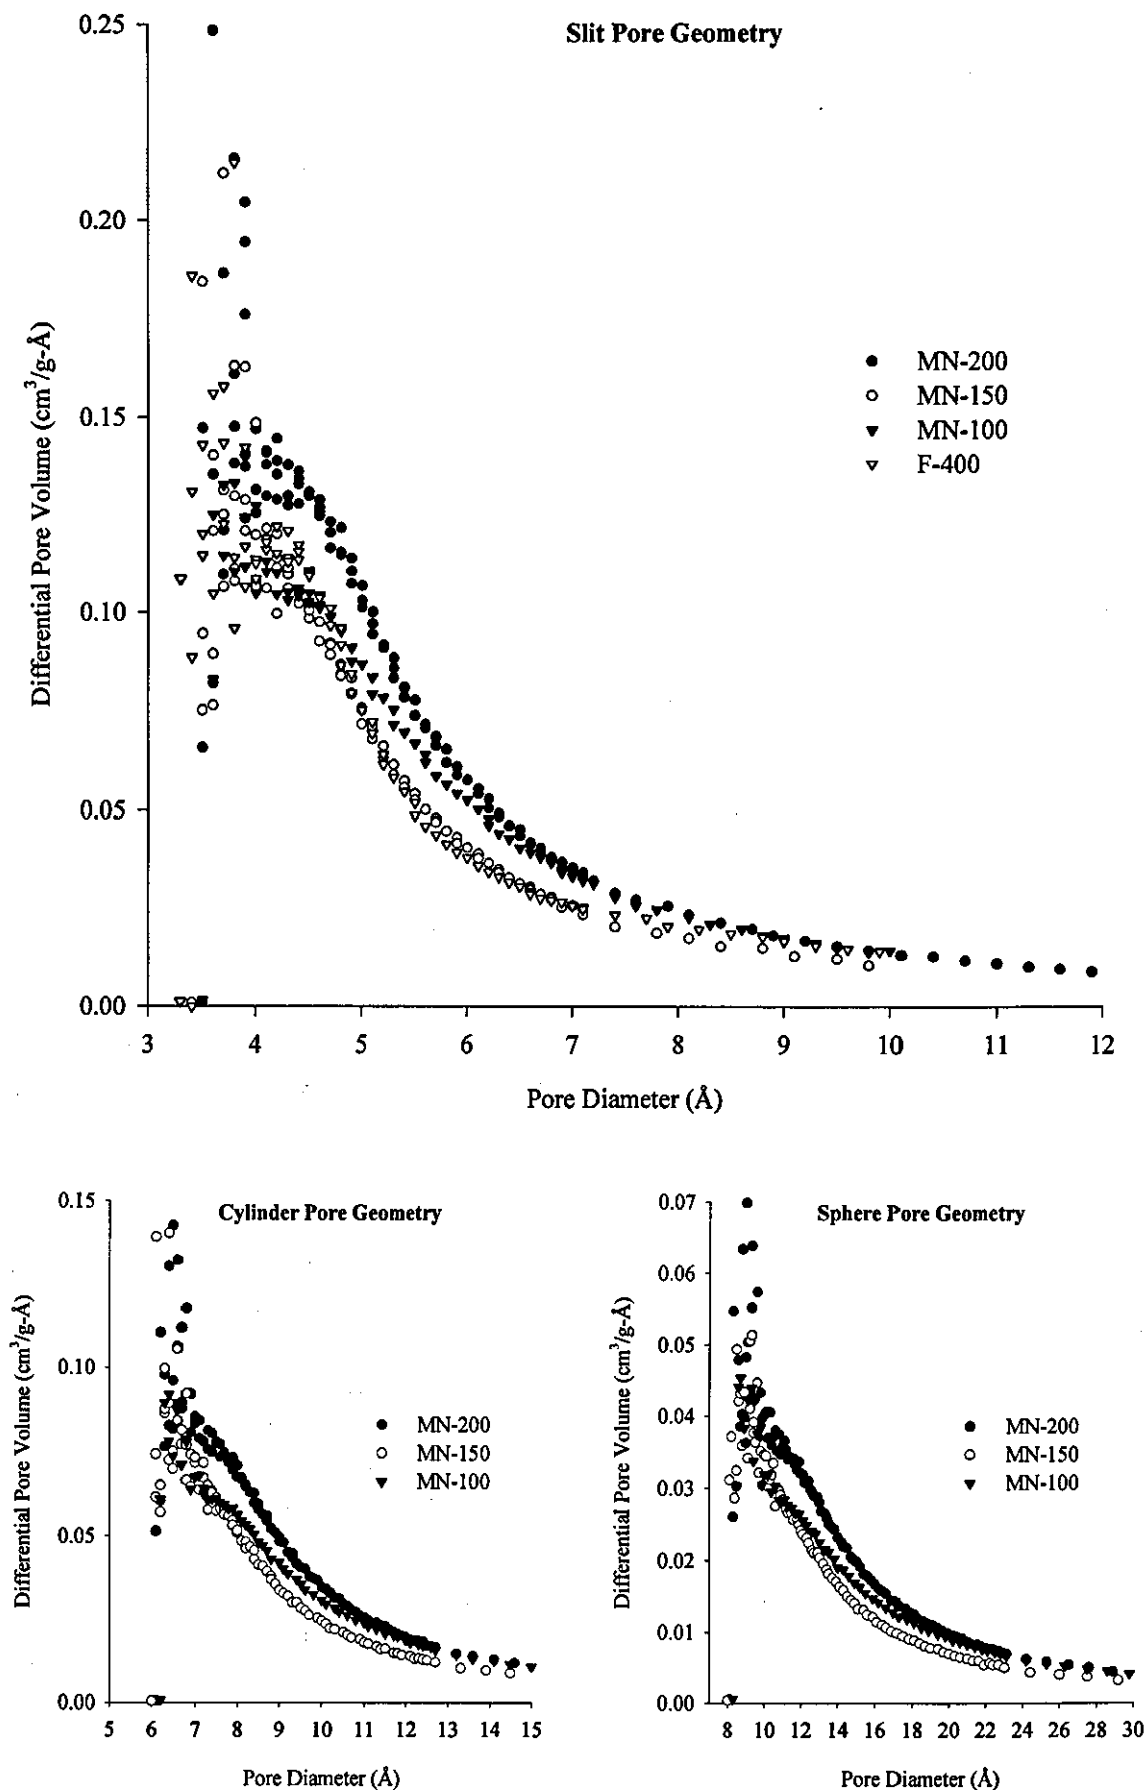 Slit Pore Geometry
0.25
0.20
0.15
0.10
0.05
0.00
Differential Pore Volume (cm³/g-Å)
MN-200
MN-150
MN-100
F-400
3 4 5 6 7 8 9 10 11 12
Pore Diameter (Å)
Cylinder Pore Geometry
0.15
0.10
0.05
0.00
Differential Pore Volume (cm³/g-Å)
MN-200
MN-150
MN-100
5 6 7 8 9 10 11 12 13 14 15
Pore Diameter (Å)
Sphere Pore Geometry
0.07
0.06
0.05
0.04
0.03
0.02
0.01
0.00
Differential Pore Volume (cm³/g-Å)
MN-200
MN-150
MN-100
8 10 12 14 16 18 20 22 24 26 28 30
Pore Diameter (Å)